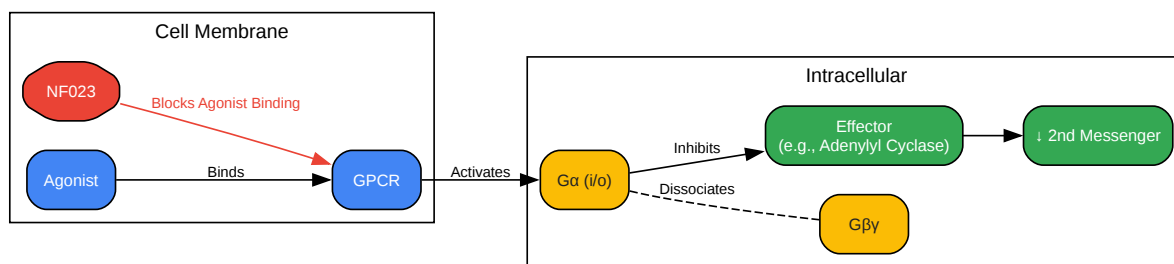 Cell Membrane
NF023
Blocks Agonist Binding
Agonist
Binds
GPCR
Activates
Intracellular
Gα (i/o)
Inhibits
Dissociates
Effector
(e.g., Adenylyl Cyclase)
↓ 2nd Messenger
Gβγ